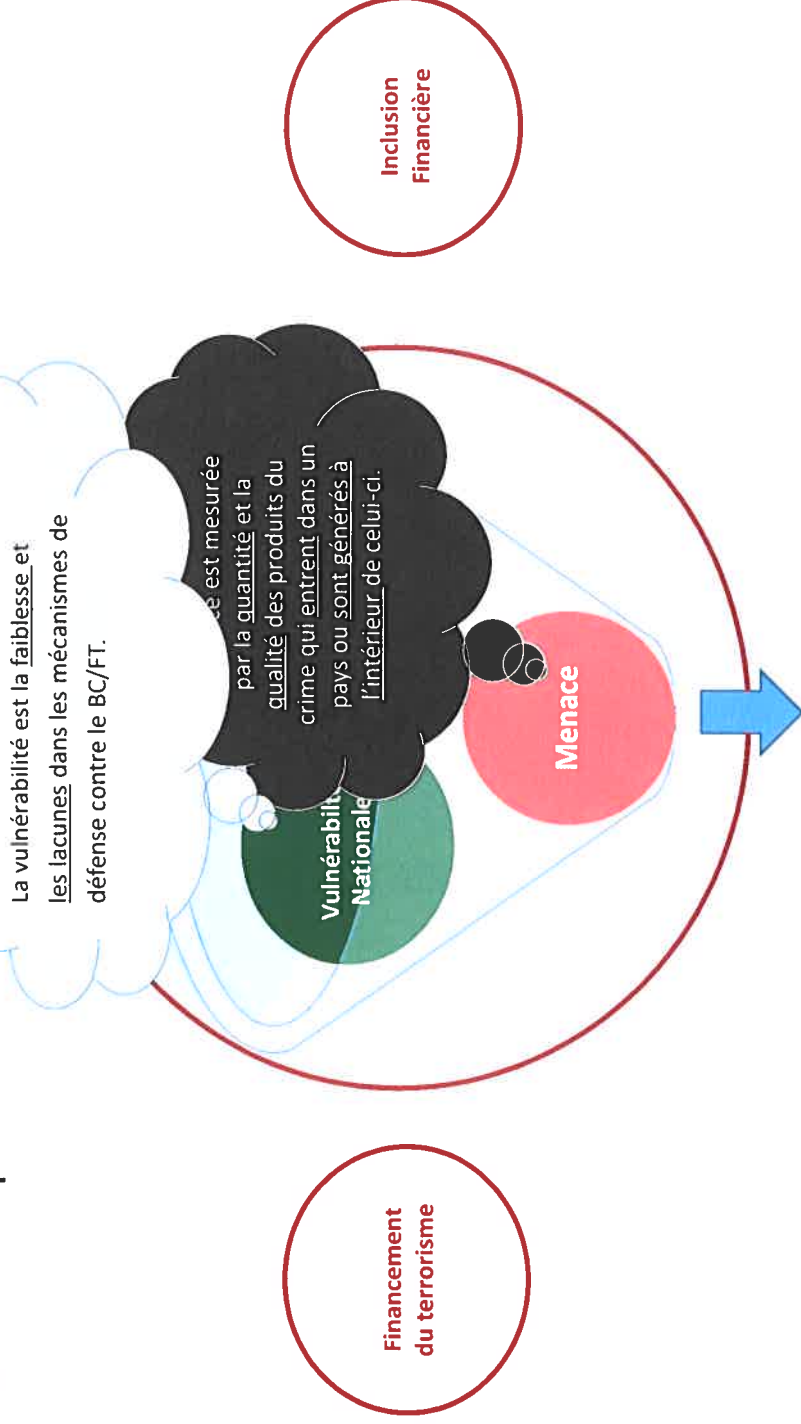 La vulnérabilité est la faiblesse et
les lacunes dans les mécanismes de
défense contre le BC/FT.
est mesurée
par la quantité et la
qualité des produits du
crime qui entrent dans un
pays ou sont générés à
l'intérieur de celui-ci.
Nationale
Menace
Financement
du terrorisme
Inclusion
Financière